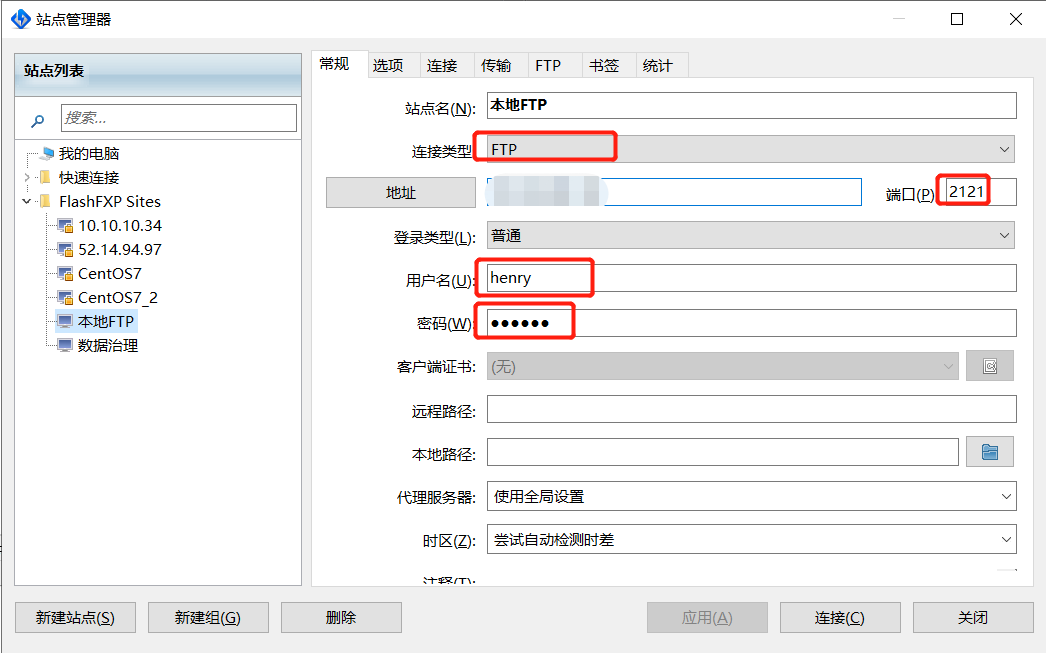 站点管理器
站点列表
搜索...
我的电脑
快速连接
FlashFXP Sites
10.10.10.34
52.14.94.97
CentOS7
CentOS7_2
本地FTP
数据治理
常规 选项 连接 传输 FTP 书签 统计
站点名(N): 本地FTP
连接类型 FTP
地址 端口(P) 2121
登录类型(L): 普通
用户名(U): henry
密码(W): ●●●●●●
客户端证书: (无)
远程路径:
本地路径:
代理服务器: 使用全局设置
时区(Z): 尝试自动检测时差
注释(T):
新建站点(S) 新建组(G) 删除 应用(A) 连接(C) 关闭